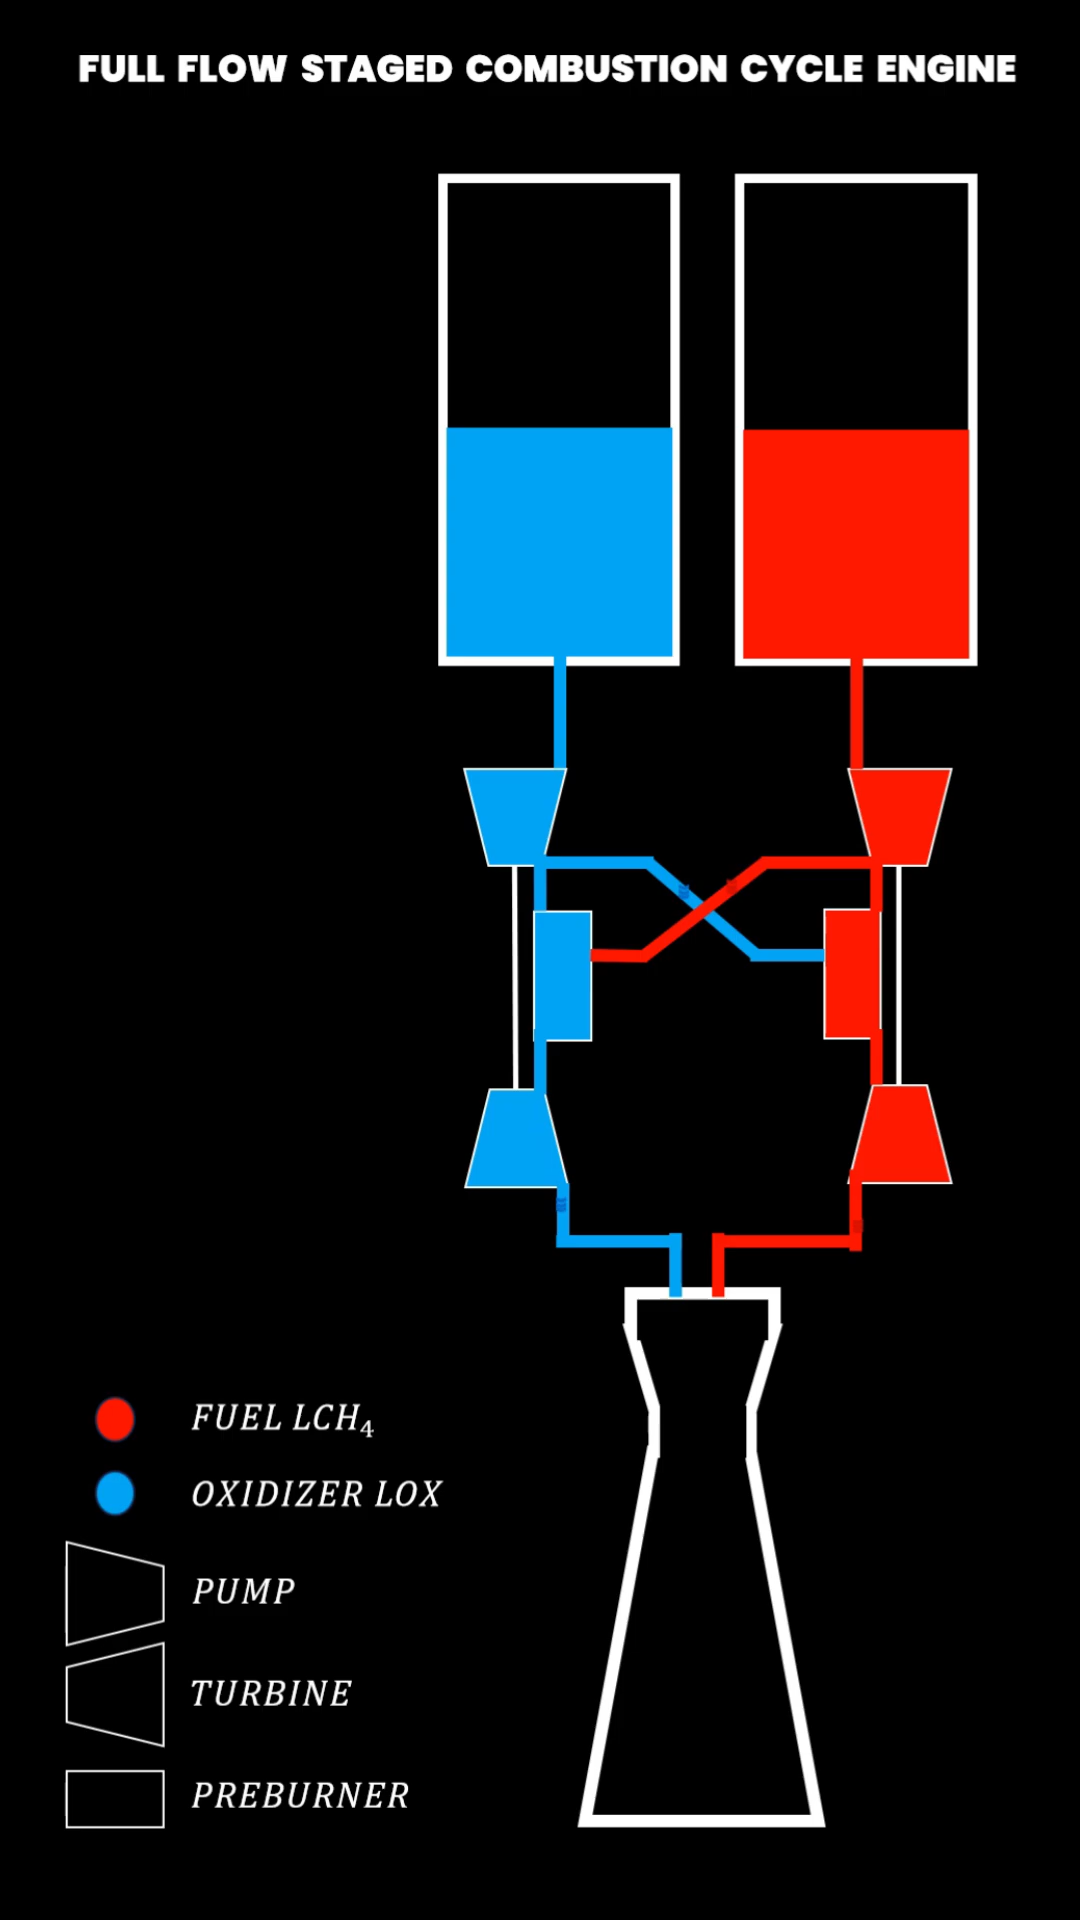 FULL FLOW STAGED COMBUSTION CYCLE ENGINE
FUEL LCH₄
OXIDIZER LOX
PUMP
TURBINE
PREBURNER